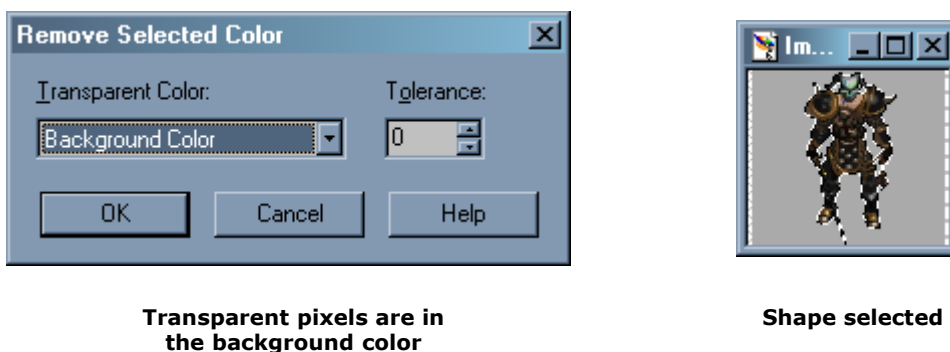 Remove Selected Color
Transparent Color:
Tolerance:
Background Color
0
OK
Cancel
Help
Im...
Transparent pixels are in
the background color
Shape selected